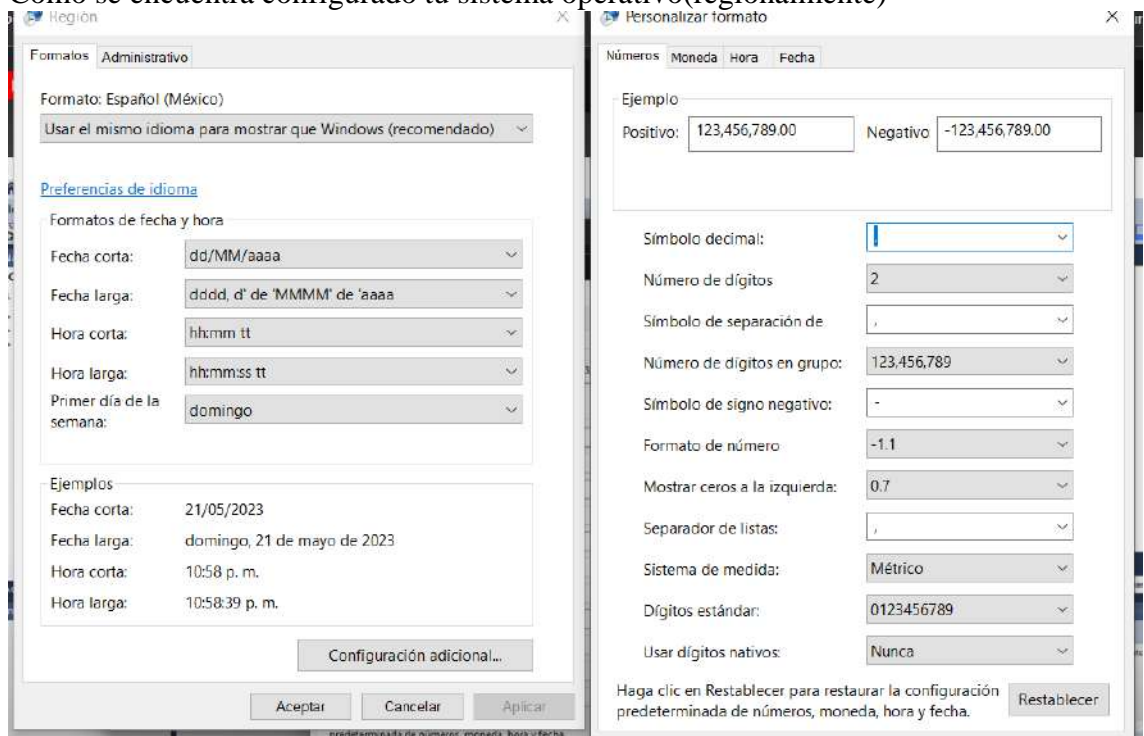 Como se encuentra configurado tu sistema operativo(regionalmente)
Región
Formatos Administrativo
Formato: Español (México)
Usar el mismo idioma para mostrar que Windows (recomendado)
Preferencias de idioma
Formatos de fecha y hora
Fecha corta: dd/MM/aaaa
Fecha larga: dddd, d' de 'MMMM' de 'aaaa
Hora corta: hh:mm tt
Hora larga: hh:mm:ss tt
Primer día de la
semana: domingo
Ejemplos
Fecha corta: 21/05/2023
Fecha larga: domingo, 21 de mayo de 2023
Hora corta: 10:58 p. m.
Hora larga: 10:58:39 p. m.
Configuración adicional...
Aceptar Cancelar Aplicar
predeterminada de números, moneda, hora y fecha.
Personalizar formato
Números Moneda Hora Fecha
Ejemplo
Positivo: 123,456,789.00 Negativo -123,456,789.00
Símbolo decimal: .
Número de dígitos 2
Símbolo de separación de ,
Número de dígitos en grupo: 123,456,789
Símbolo de signo negativo: -
Formato de número -1.1
Mostrar ceros a la izquierda: 0.7
Separador de listas: ,
Sistema de medida: Métrico
Dígitos estándar: 0123456789
Usar dígitos nativos: Nunca
Haga clic en Restablecer para restaurar la configuración
predeterminada de números, moneda, hora y fecha.
Restablecer